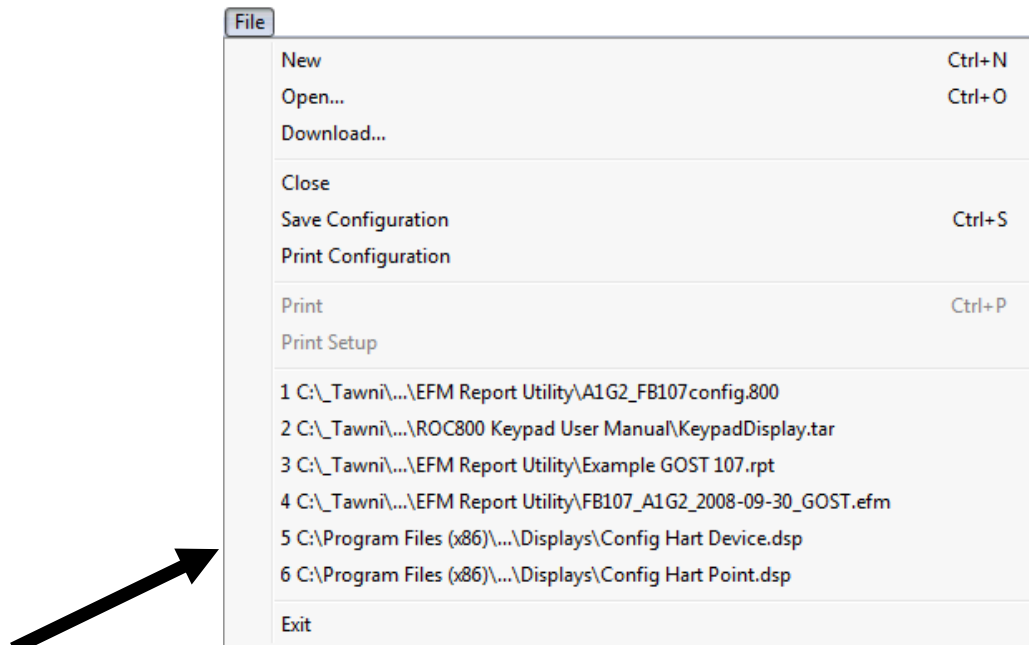 File
New Ctrl+N
Open... Ctrl+O
Download...
Close
Save Configuration Ctrl+S
Print Configuration
Print Ctrl+P
Print Setup
1 C:\_Tawni\...\EFM Report Utility\A1G2_FB107config.800
2 C:\_Tawni\...\ROC800 Keypad User Manual\KeypadDisplay.tar
3 C:\_Tawni\...\EFM Report Utility\Example GOST 107.rpt
4 C:\_Tawni\...\EFM Report Utility\FB107_A1G2_2008-09-30_GOST.efm
5 C:\Program Files (x86)\...\Displays\Config Hart Device.dsp
6 C:\Program Files (x86)\...\Displays\Config Hart Point.dsp
Exit